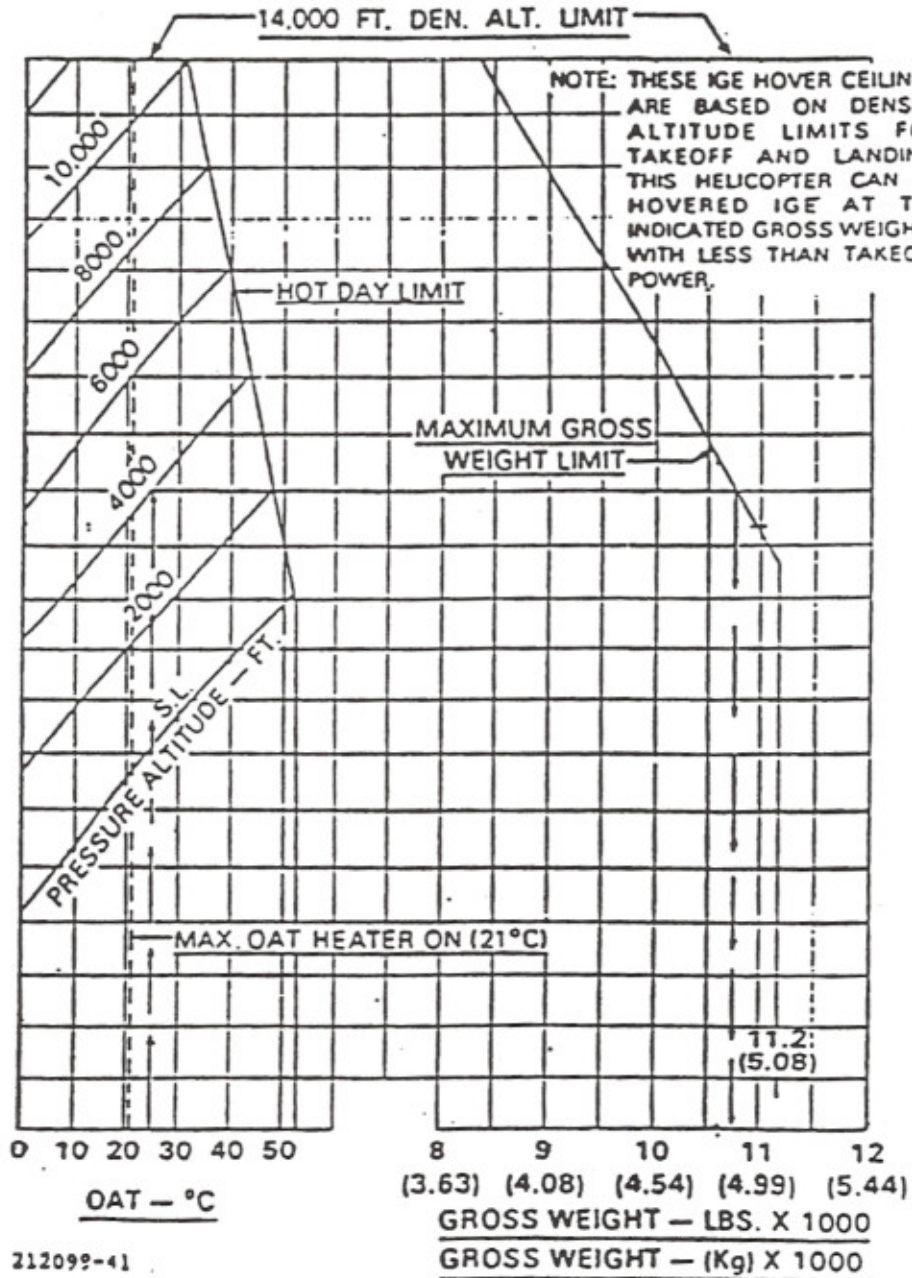 14,000 FT. DEN. ALT. LIMIT
NOTE: THESE IGE HOVER CEILIN
ARE BASED ON DENS
ALTITUDE LIMITS F
TAKEOFF AND LANDIN
THIS HELICOPTER CAN
HOVERED IGE AT T
INDICATED GROSS WEIGH
WITH LESS THAN TAKEO
POWER.
10,000
8000
HOT DAY LIMIT
6000
MAXIMUM GROSS
WEIGHT LIMIT
4000
2000
S.L.
PRESSURE ALTITUDE — FT.
MAX. OAT HEATER ON (21°C)
11.2
(5.08)
0 10 20 30 40 50 8 9 10 11 12
(3.63) (4.08) (4.54) (4.99) (5.44)
OAT — °C
GROSS WEIGHT — LBS. X 1000
GROSS WEIGHT — (Kg) X 1000
212099-41